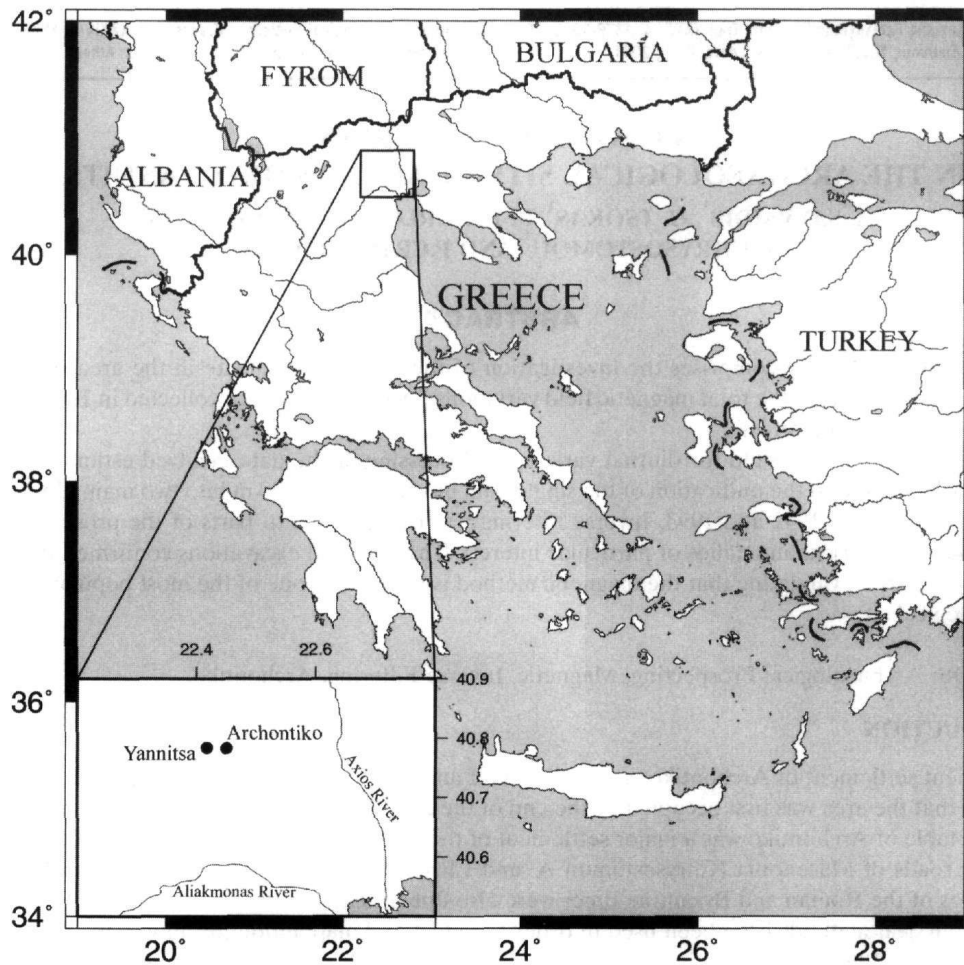 42°
BULGARIA
FYROM
41°
ALBANIA
40°
GREECE
TURKEY
38°
22.4 22.6
36°
40.9
Archontiko
40.8
Yannitsa
Axios River
40.7
40.6
Aliakmonas River
34°
20° 22° 24° 26° 28°